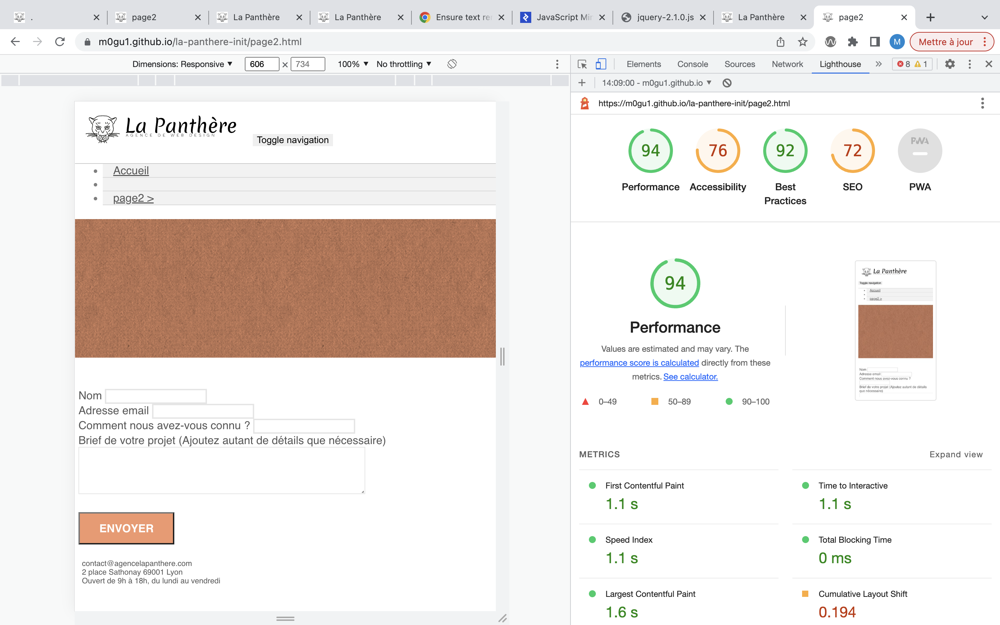 .
page2
La Panthère
La Panthère
Ensure text re
JavaScript Mi
jquery-2.1.0.js
La Panthère
page2
m0gu1.github.io/la-panthere-init/page2.html
M
Mettre à jour
Dimensions: Responsive
606 × 734
100%
No throttling
Elements
Console
Sources
Network
Lighthouse
8
1
14:09:00 - m0gu1.github.io
https://m0gu1.github.io/la-panthere-init/page2.html
La Panthère
AGENCE DE WEB DESIGN
Toggle navigation
Accueil
page2 >
Nom
Adresse email
Comment nous avez-vous connu ?
Brief de votre projet (Ajoutez autant de détails que nécessaire)
ENVOYER
contact@agencelapanthere.com
2 place Sathonay 69001 Lyon
Ouvert de 9h à 18h, du lundi au vendredi
94
Performance
76
Accessibility
92
Best
Practices
72
SEO
PWA
PWA
94
Performance
Values are estimated and may vary. The
performance score is calculated directly from these
metrics. See calculator.
0–49
50–89
90–100
La Panthère
Toggle navigation
Accueil
page2 >
Nom
Adresse email
Comment nous avez-vous connu ?
Brief de votre projet (Ajoutez autant de détails
que nécessaire)
METRICS
Expand view
First Contentful Paint
1.1 s
Time to Interactive
1.1 s
Speed Index
1.1 s
Total Blocking Time
0 ms
Largest Contentful Paint
1.6 s
Cumulative Layout Shift
0.194